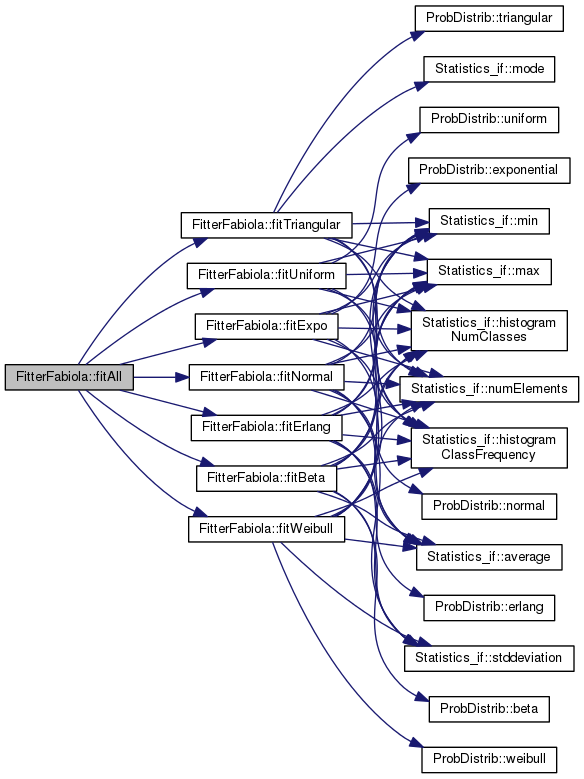 ProbDistrib::triangular
Statistics_if::mode
ProbDistrib::uniform
ProbDistrib::exponential
FitterFabiola::fitTriangular
Statistics_if::min
FitterFabiola::fitUniform
Statistics_if::max
FitterFabiola::fitExpo
Statistics_if::histogram
NumClasses
FitterFabiola::fitAll
FitterFabiola::fitNormal
Statistics_if::numElements
FitterFabiola::fitErlang
Statistics_if::histogram
ClassFrequency
FitterFabiola::fitBeta
ProbDistrib::normal
FitterFabiola::fitWeibull
Statistics_if::average
ProbDistrib::erlang
Statistics_if::stddeviation
ProbDistrib::beta
ProbDistrib::weibull